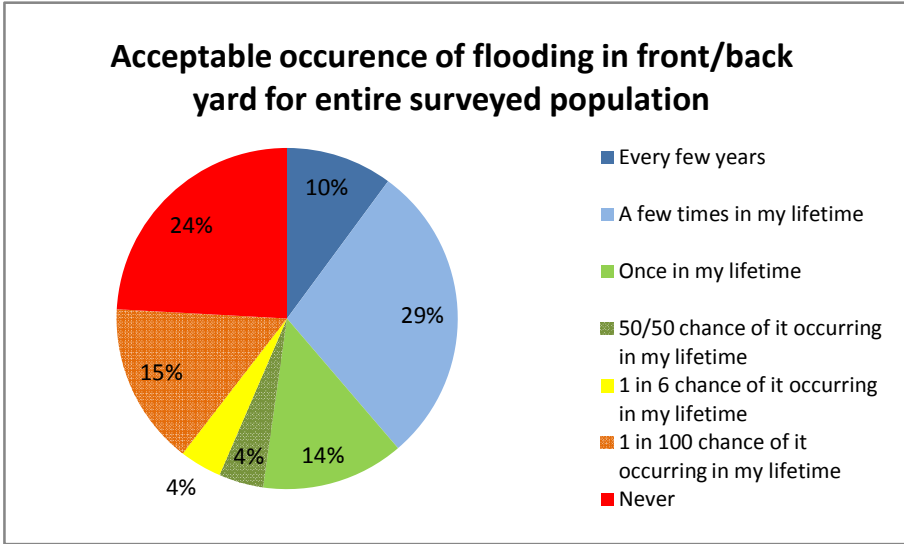 Acceptable occurence of flooding in front/back
yard for entire surveyed population
10%
29%
14%
4%
4%
15%
24%
Every few years
A few times in my lifetime
Once in my lifetime
50/50 chance of it occurring
in my lifetime
1 in 6 chance of it occurring
in my lifetime
1 in 100 chance of it
occurring in my lifetime
Never